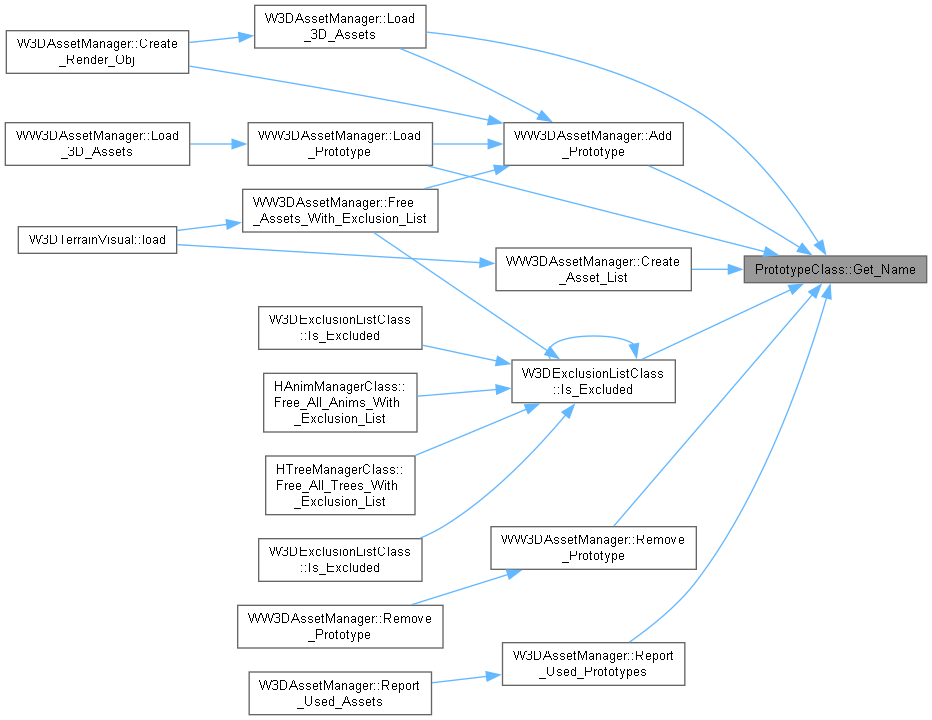 W3DAssetManager::Load
_3D_Assets
W3DAssetManager::Create
_Render_Obj
WW3DAssetManager::Load
_3D_Assets
WW3DAssetManager::Load
_Prototype
WW3DAssetManager::Add
_Prototype
WW3DAssetManager::Free
_Assets_With_Exclusion_List
W3DTerrainVisual::load
WW3DAssetManager::Create
_Asset_List
PrototypeClass::Get_Name
W3DExclusionListClass
::Is_Excluded
W3DExclusionListClass
::Is_Excluded
HAnimManagerClass::
Free_All_Anims_With
_Exclusion_List
HTreeManagerClass::
Free_All_Trees_With
_Exclusion_List
W3DExclusionListClass
::Is_Excluded
WW3DAssetManager::Remove
_Prototype
WW3DAssetManager::Remove
_Prototype
W3DAssetManager::Report
_Used_Prototypes
W3DAssetManager::Report
_Used_Assets